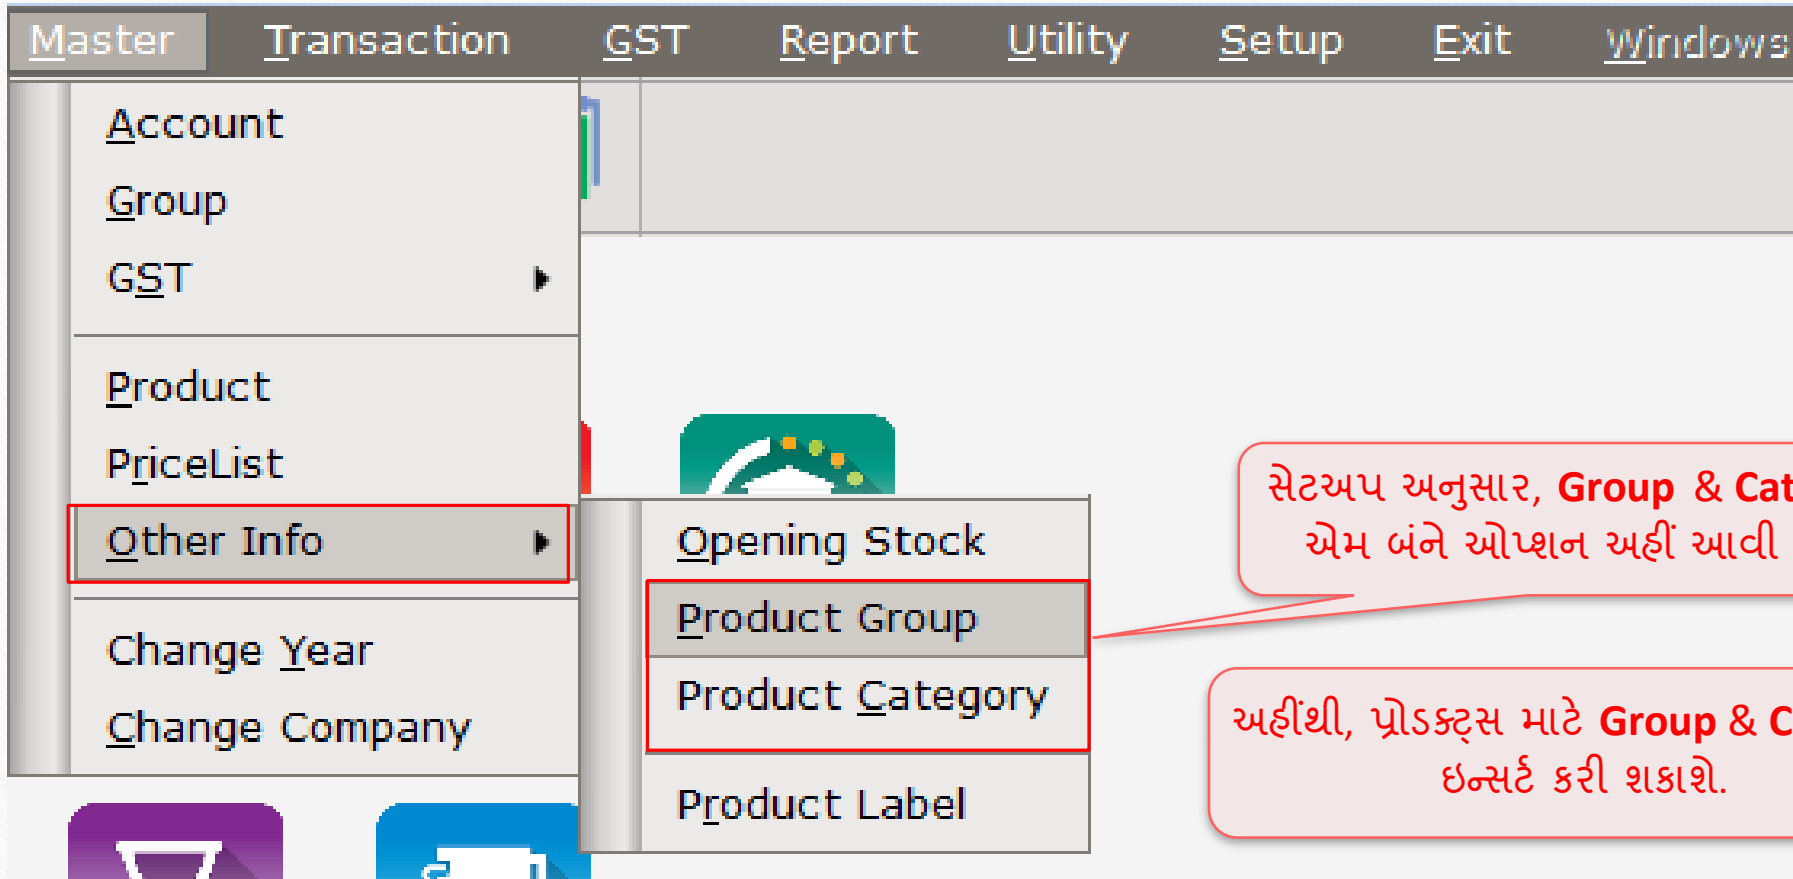 Master Transaction GST Report Utility Setup Exit Windows
Account
Group
GST
Product
PriceList
Other Info
Change Year
Change Company
Opening Stock
Product Group
Product Category
Product Label
સેટઅપ અનુસાર, Group &
એમ બંને ઓપ્શન અહીં આવી
અહીંથી, પ્રોડક્ટ્સ માટે Group &
ઇન્સર્ટ કરી શકાશે.